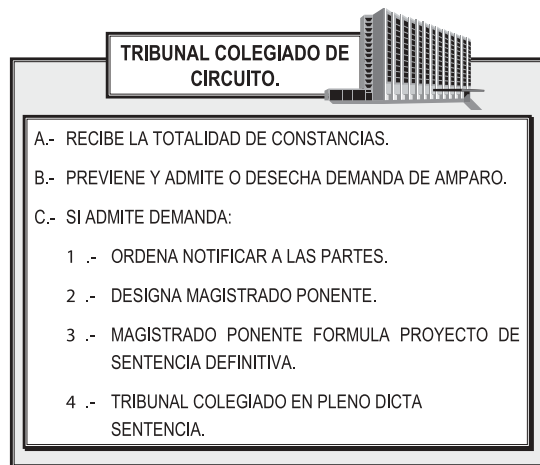 TRIBUNAL COLEGIADO DE
CIRCUITO.
A.- RECIBE LA TOTALIDAD DE CONSTANCIAS.
B.- PREVIENE Y ADMITE O DESECHA DEMANDA DE AMPARO.
C.- SI ADMITE DEMANDA:
1 .- ORDENA NOTIFICAR A LAS PARTES.
2 .- DESIGNA MAGISTRADO PONENTE.
3 .- MAGISTRADO PONENTE FORMULA PROYECTO DE
SENTENCIA DEFINITIVA.
4 .- TRIBUNAL COLEGIADO EN PLENO DICTA
SENTENCIA.